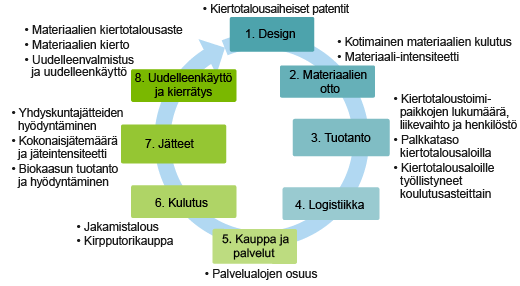 • Kiertotalousaiheiset patentit
1. Design
• Kotimainen materiaalien kulutus
• Materiaali-intensiteetti
2. Materiaalien
otto
• Kiertotaloustoimi-
paikkojen lukumäärä,
liikevaihto ja henkilöstö
• Palkkataso
kiertotalousaloilla
• Kiertotalousaloille
työllistyneet
koulutusasteittain
3. Tuotanto
4. Logistiikka
5. Kauppa ja
palvelut
• Palvelualojen osuus
6. Kulutus
• Jakamistalous
• Kirpputorikauppa
7. Jätteet
• Yhdyskuntajätteiden
hyödyntäminen
• Kokonaisjätemäärä
ja jäteintensiteetti
• Biokaasun tuotanto
ja hyödyntäminen
8. Uudelleenkäyttö
ja kierrätys
• Materiaalien kiertotalousaste
• Materiaalien kierto
• Uudelleenvalmistus
ja uudelleenkäyttö